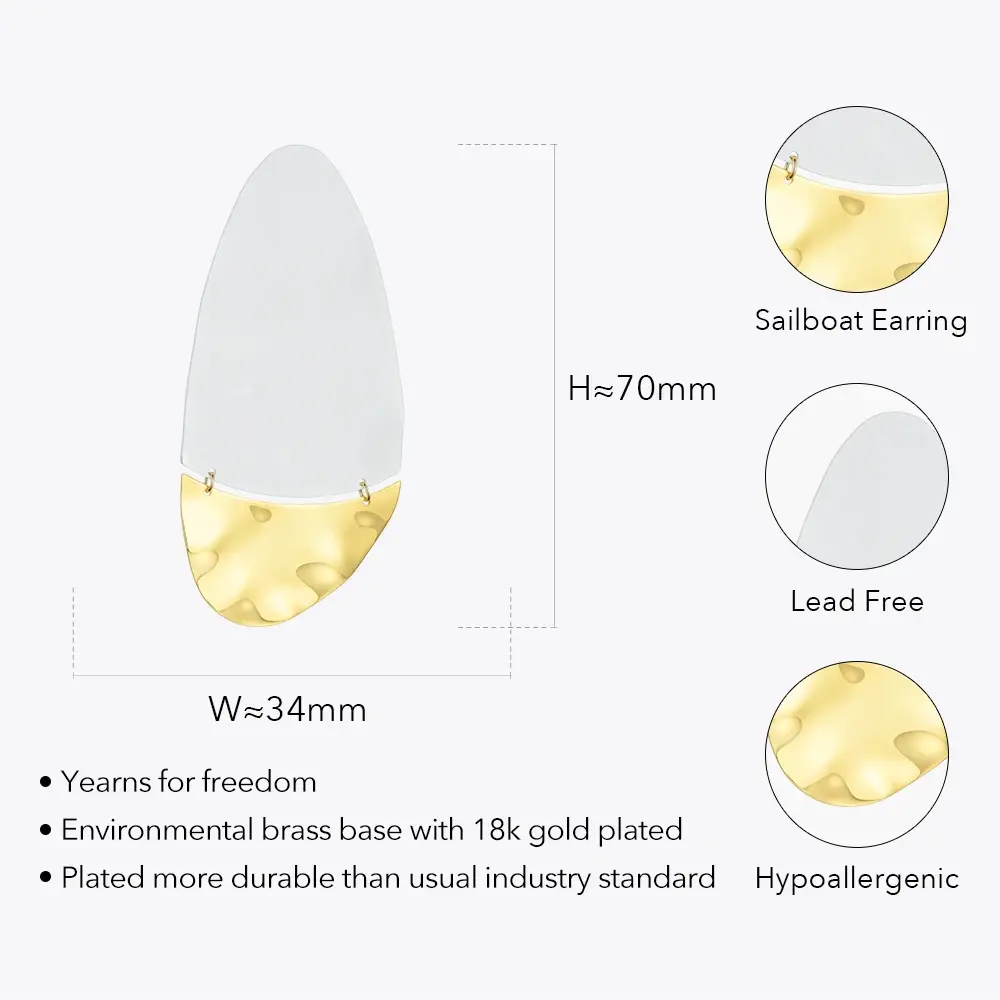 Sailboat Earring
H≈70mm
Lead Free
W≈34mm
• Yearns for freedom
• Environmental brass base with 18k gold plated
• Plated more durable than usual industry standard
Hypoallergenic